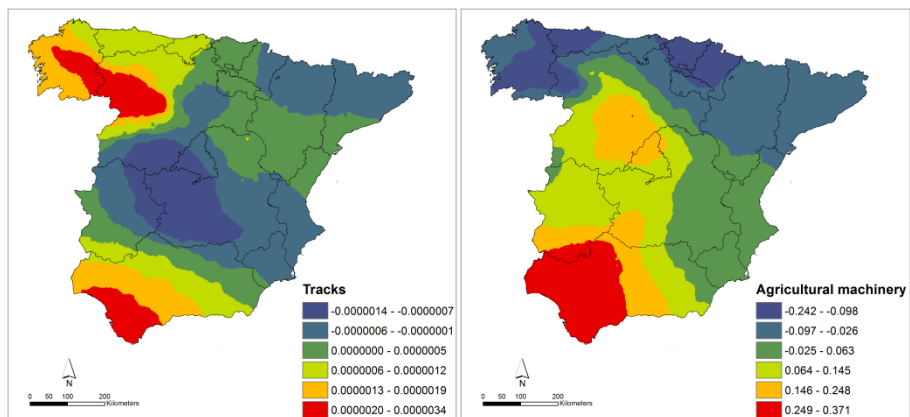 Tracks
-0.0000014 - -0.0000007
-0.0000006 - -0.0000001
0.0000000 - 0.0000005
0.0000006 - 0.0000012
0.0000013 - 0.0000019
0.0000020 - 0.0000034
N
0 50 100 200
Kilometers
Agricultural machinery
-0.242 - -0.098
-0.097 - -0.026
-0.025 - 0.063
0.064 - 0.145
0.146 - 0.248
0.249 - 0.371
N
0 50 100 200
Kilometers